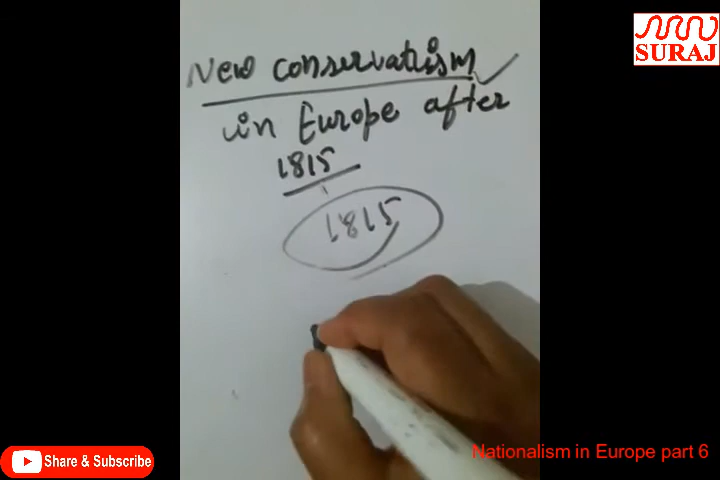 SURAJ
New conservatism
in Europe after
1815
1815
Nationalism in Europe part 6
Share & Subscribe